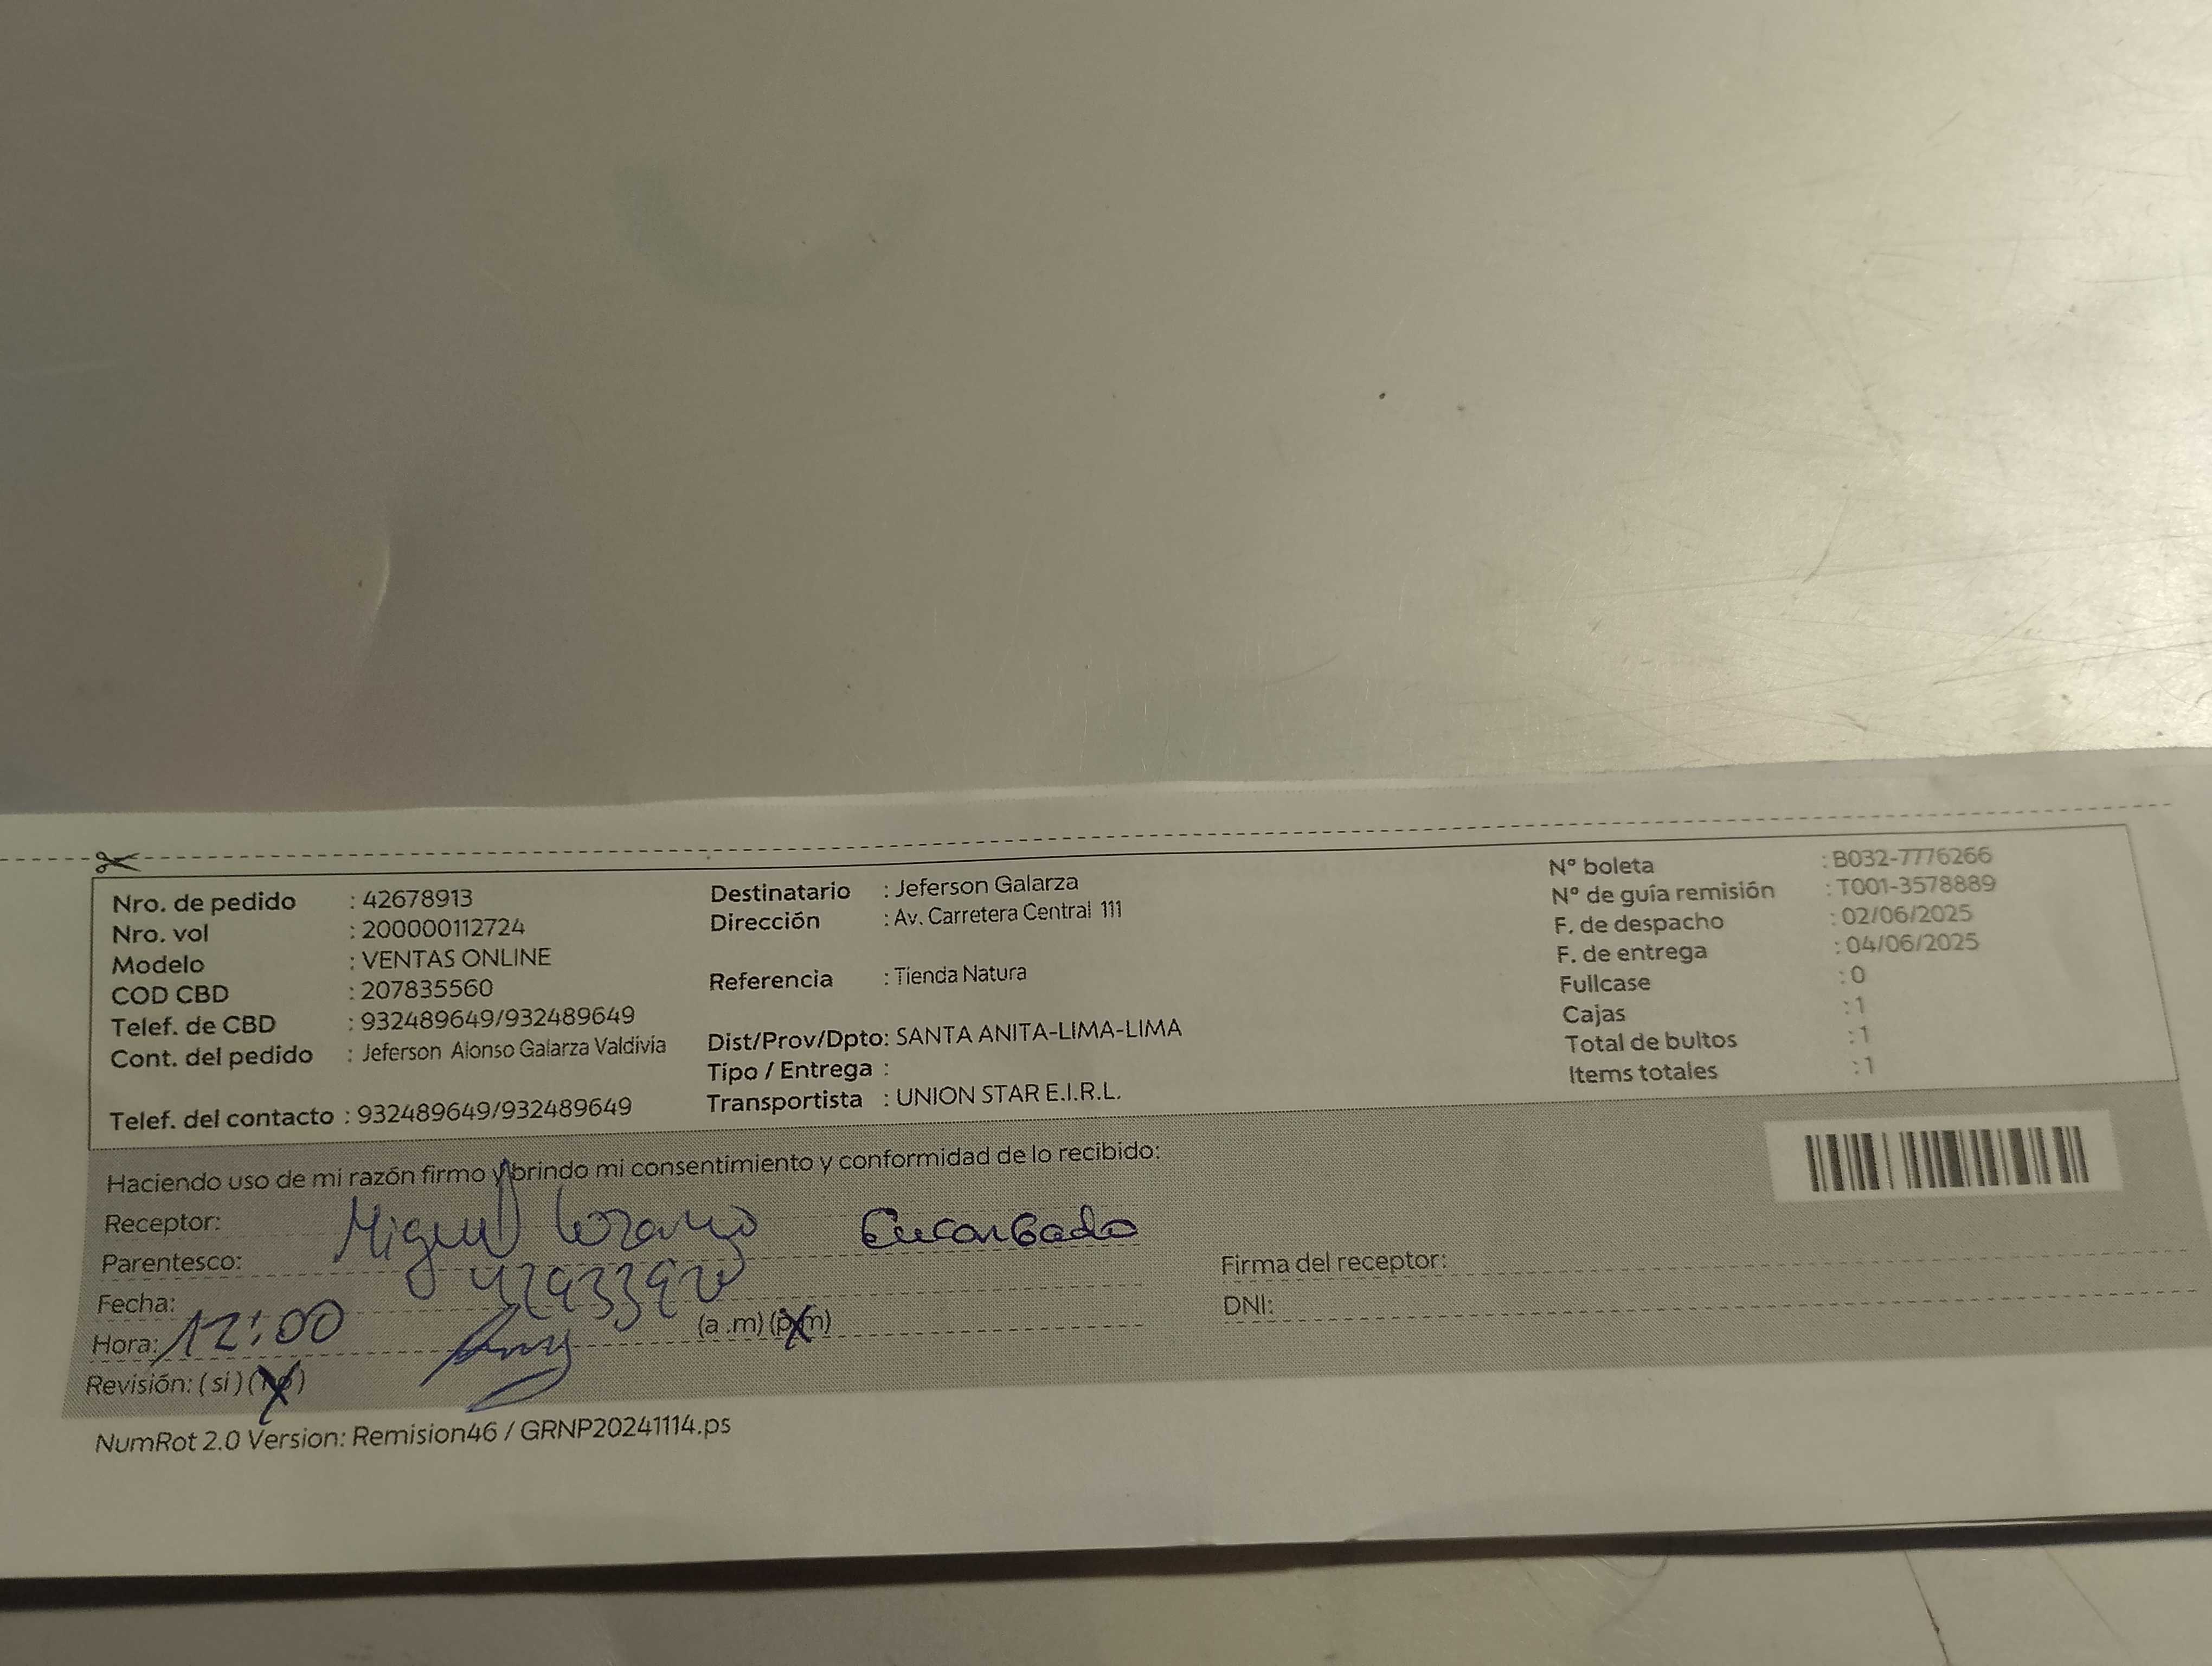 Nro. de pedido : 42678913
Nro. vol : 200000112724
Modelo : VENTAS ONLINE
COD CBD : 207835560
Telef. de CBD : 932489649/932489649
Cont. del pedido : Jeferson Alonso Galarza Valdivia
Telef. del contacto : 932489649/932489649
Destinatario : Jeferson Galarza
Dirección : Av. Carretera Central 111
Referencia : Tienda Natura
Dist/Prov/Dpto: SANTA ANITA-LIMA-LIMA
Tipo / Entrega :
Transportista : UNION STAR E.I.R.L.
N° boleta : B032-7776266
N° de guía remisión : T001-3578889
F. de despacho : 02/06/2025
F. de entrega : 04/06/2025
Fullcase : 0
Cajas : 1
Total de bultos : 1
Items totales : 1
Haciendo uso de mi razón firmo y brindo mi consentimiento y conformidad de lo recibido:
Receptor: Miguel Lozano Encargado
Parentesco:
Fecha:
Hora: 12:00 (a .m) (p.m)
Revisión: ( si ) (no)
Firma del receptor:
DNI:
NumRot 2.0 Version: Remision46 / GRNP20241114.ps